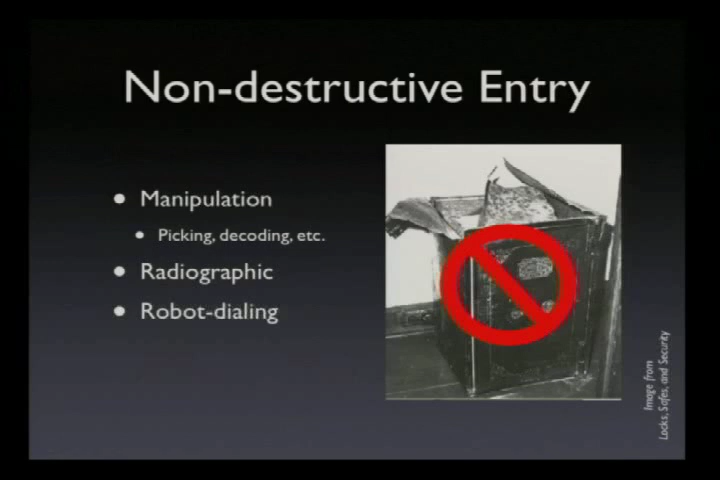 Non-destructive Entry
Manipulation
Picking, decoding, etc.
Radiographic
Robot-dialing
Image from
Locks, Safes, and Security